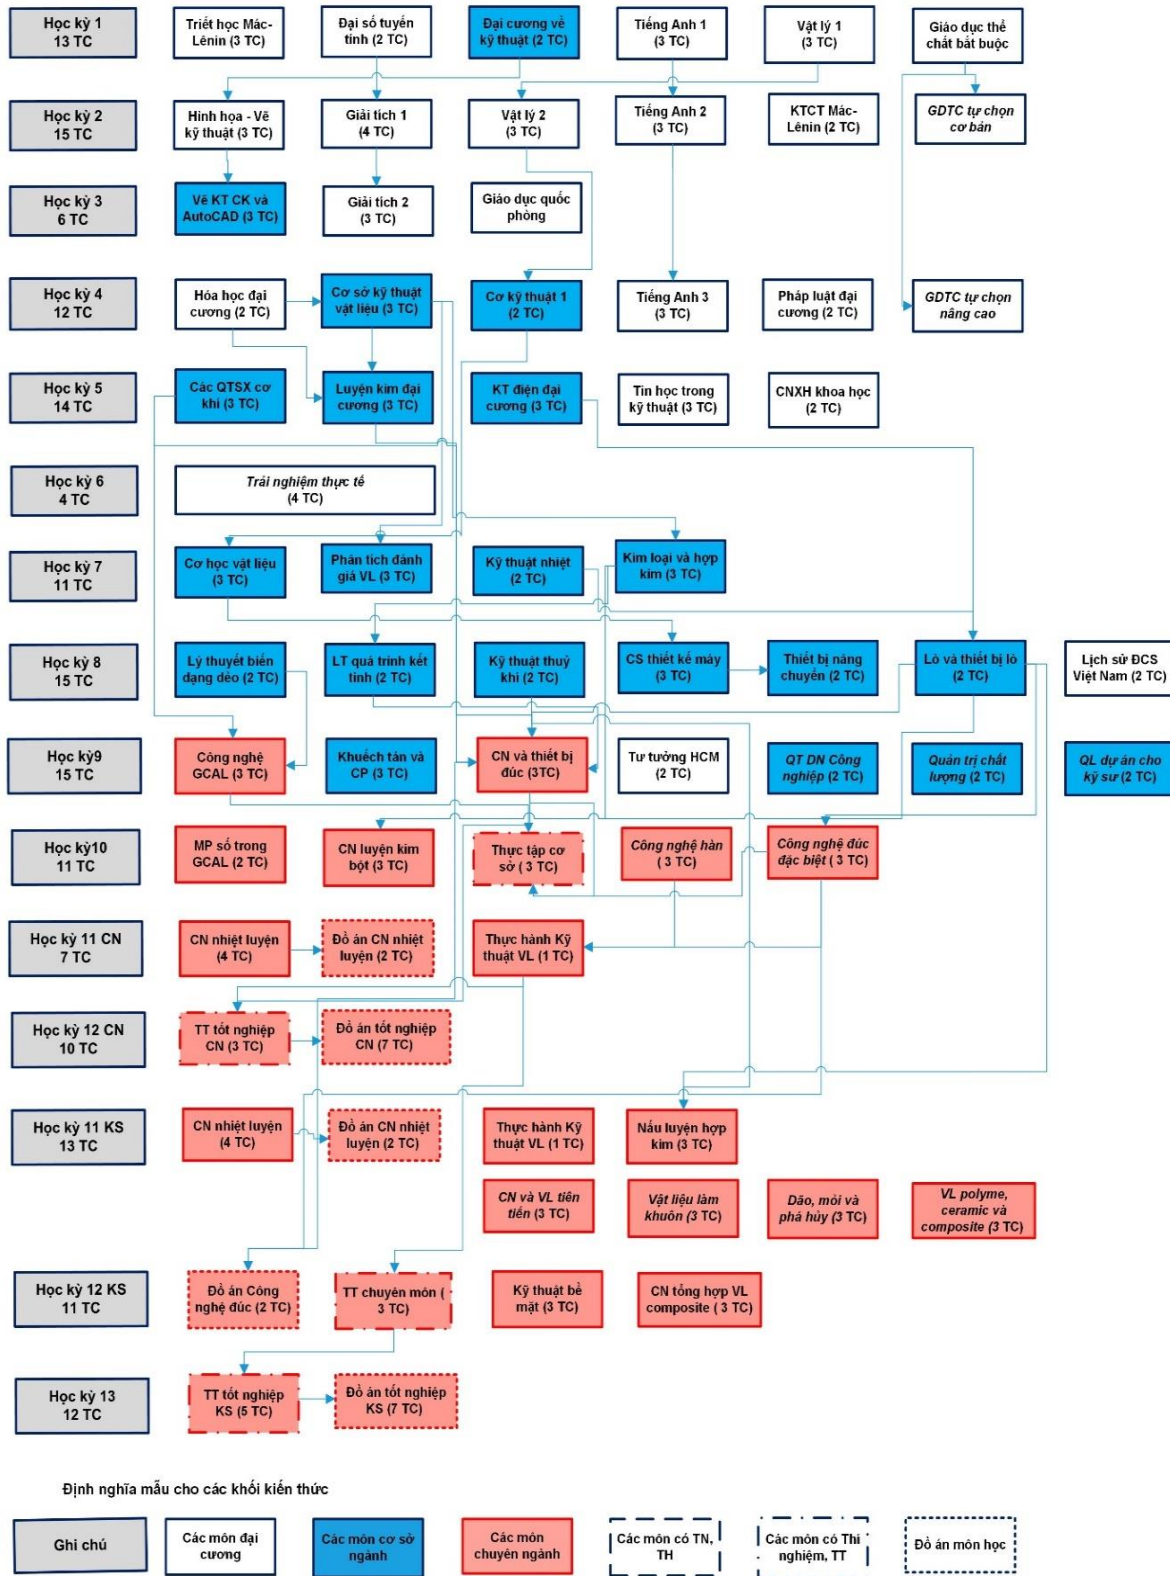 Học kỳ 1
13 TC
Triết học Mác-
Lênin (3 TC)
Đại số tuyến
tính (2 TC)
Đại cương về
kỹ thuật (2 TC)
Tiếng Anh 1
(3 TC)
Vật lý 1
(3 TC)
Giáo dục thể
chất bắt buộc
Học kỳ 2
15 TC
Hình họa - Vẽ
kỹ thuật (3 TC)
Giải tích 1
(4 TC)
Vật lý 2
(3 TC)
Tiếng Anh 2
(3 TC)
KTCT Mác-
Lênin (2 TC)
GDTC tự chọn
cơ bản
Học kỳ 3
6 TC
Vẽ KT CK và
AutoCAD (3 TC)
Giải tích 2
(3 TC)
Giáo dục quốc
phòng
Học kỳ 4
12 TC
Hóa học đại
cương (2 TC)
Cơ sở kỹ thuật
vật liệu (3 TC)
Cơ kỹ thuật 1
(2 TC)
Tiếng Anh 3
(3 TC)
Pháp luật đại
cương (2 TC)
GDTC tự chọn
nâng cao
Học kỳ 5
14 TC
Các QTSX cơ
khí (3 TC)
Luyện kim đại
cương (3 TC)
KT điện đại
cương (3 TC)
Tin học trong
kỹ thuật (3 TC)
CNXH khoa học
(2 TC)
Học kỳ 6
4 TC
Trải nghiệm thực tế
(4 TC)
Học kỳ 7
11 TC
Cơ học vật liệu
(3 TC)
Phân tích đánh
giá VL (3 TC)
Kỹ thuật nhiệt
(2 TC)
Kim loại và hợp
kim (3 TC)
Học kỳ 8
15 TC
Lý thuyết biến
dạng dẻo (2 TC)
LT quá trình kết
tinh (2 TC)
Kỹ thuật thuỷ
khí (2 TC)
CS thiết kế máy
(3 TC)
Thiết bị nâng
chuyển (2 TC)
Lò và thiết bị lò
(2 TC)
Lịch sử ĐCS
Việt Nam (2 TC)
Học kỳ9
15 TC
Công nghệ
GCAL (3 TC)
Khuếch tán và
CP (3 TC)
CN và thiết bị
đúc (3TC)
Tư tưởng HCM
(2 TC)
QT DN Công
nghiệp (2 TC)
Quản trị chất
lượng (2 TC)
QL dự án cho
kỹ sư (2 TC)
Học kỳ10
11 TC
MP số trong
GCAL (2 TC)
CN luyện kim
bột (3 TC)
Thực tập cơ
sở ( 3 TC)
Công nghệ hàn
( 3 TC)
Công nghệ đúc
đặc biệt ( 3 TC)
Học kỳ 11 CN
7 TC
CN nhiệt luyện
(4 TC)
Đồ án CN nhiệt
luyện (2 TC)
Thực hành Kỹ
thuật VL (1 TC)
Học kỳ 12 CN
10 TC
TT tốt nghiệp
CN (3 TC)
Đồ án tốt nghiệp
CN (7 TC)
Học kỳ 11 KS
13 TC
CN nhiệt luyện
(4 TC)
Đồ án CN nhiệt
luyện (2 TC)
Thực hành Kỹ
thuật VL (1 TC)
Nấu luyện hợp
kim (3 TC)
CN và VL tiên
tiến (3 TC)
Vật liệu làm
khuôn (3 TC)
Dão, mỏi và
phá hủy (3 TC)
VL polyme,
ceramic và
composite (3 TC)
Học kỳ 12 KS
11 TC
Đồ án Công
nghệ đúc (2 TC)
TT chuyên môn (
3 TC)
Kỹ thuật bề
mặt (3 TC)
CN tổng hợp VL
composite ( 3 TC)
Học kỳ 13
12 TC
TT tốt nghiệp
KS (5 TC)
Đồ án tốt nghiệp
KS (7 TC)
Định nghĩa mẫu cho các khối kiến thức
Ghi chú
Các môn đại
cương
Các môn cơ sở
ngành
Các môn
chuyên ngành
Các môn có TN,
TH
Các môn có Thí
nghiệm, TT
Đồ án môn học